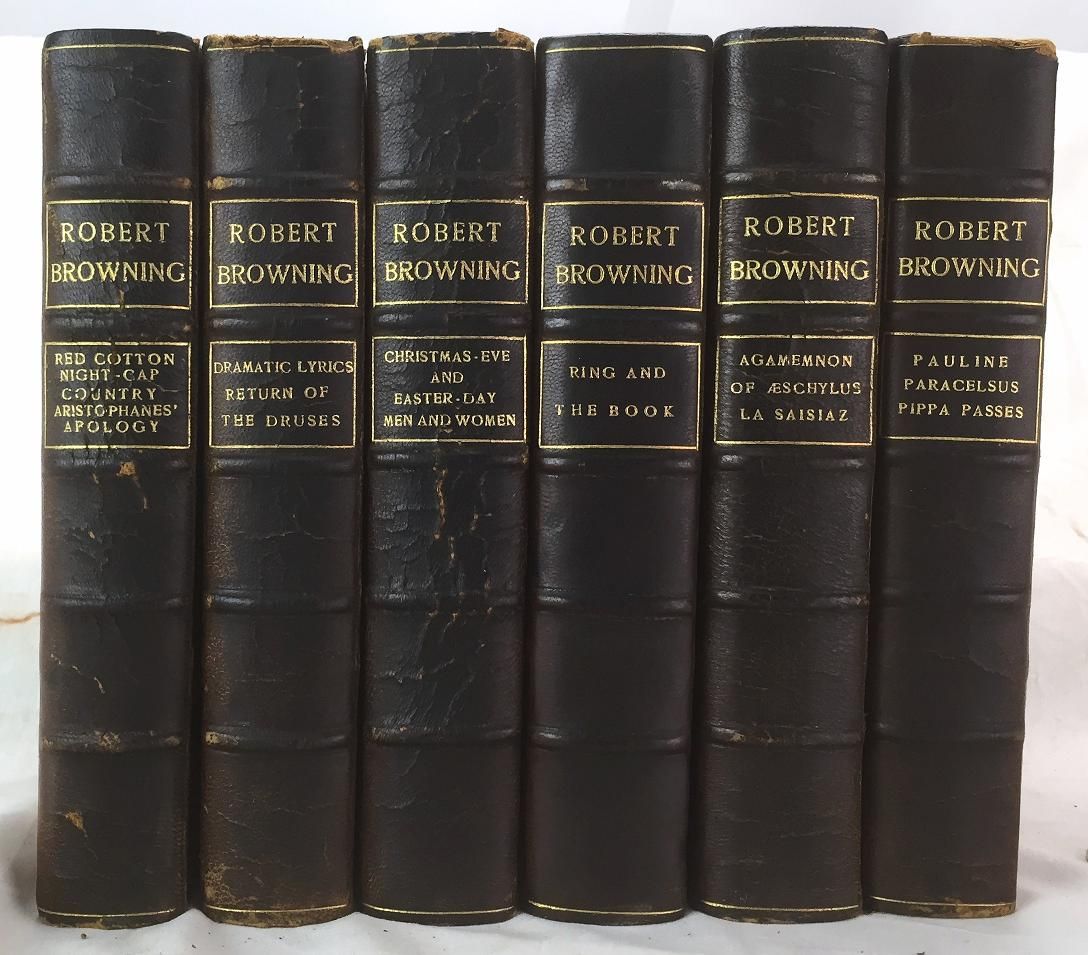 ROBERT
BROWNING
RED COTTON
NIGHT-CAP
COUNTRY
ARISTOPHANES'
APOLOGY
ROBERT
BROWNING
DRAMATIC LYRICS
RETURN OF
THE DRUSES
ROBERT
BROWNING
CHRISTMAS-EVE
AND
EASTER-DAY
MEN AND WOMEN
ROBERT
BROWNING
RING AND
THE BOOK
ROBERT
BROWNING
AGAMEMNON
OF ÆSCHYLUS
LA SAISIAZ
ROBERT
BROWNING
PAULINE
PARACELSUS
PIPPA PASSES